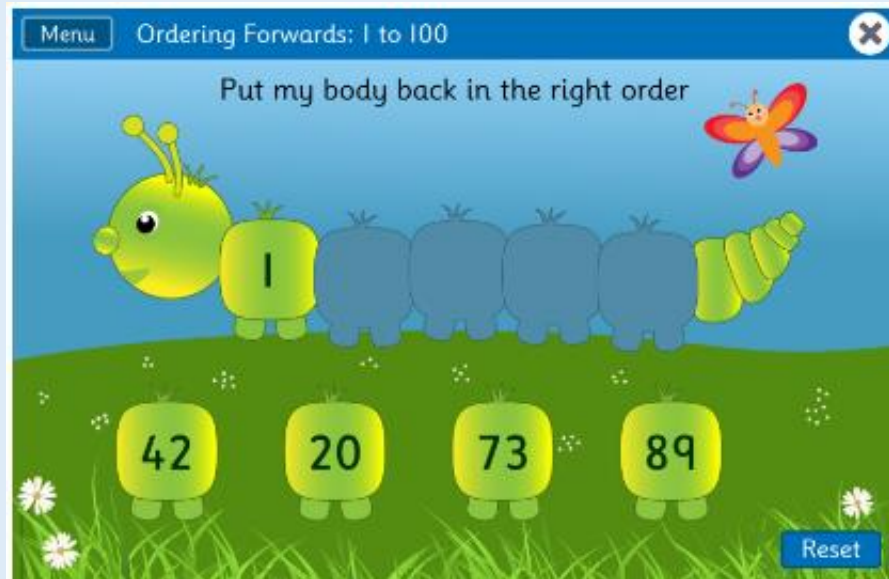 Menu
Ordering Forwards: 1 to 100
Put my body back in the right order
1
42 20 73 89
Reset